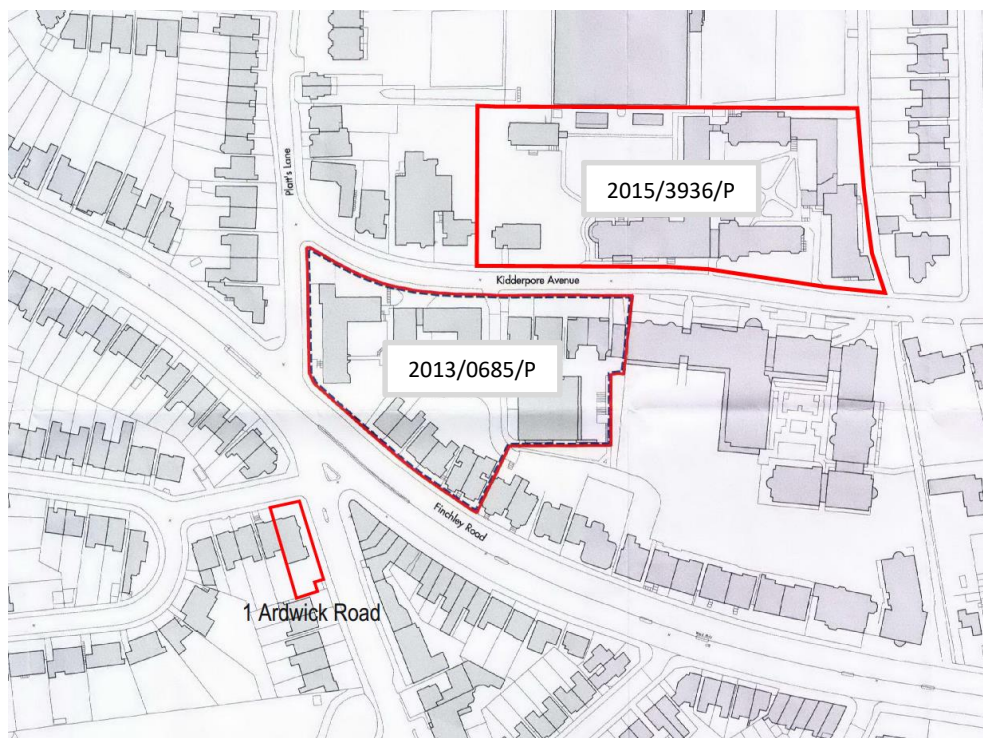 Platt's Lane
2015/3936/P
Kidderpore Avenue
2013/0685/P
Finchley Road
1 Ardwick Road